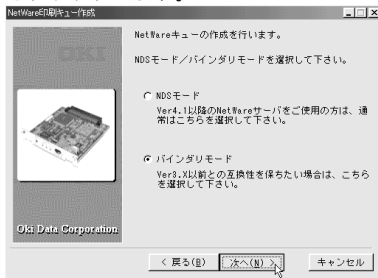 NetWare印刷キュー作成
NetWareキューの作成を行います。
NDSモード／バインダリモードを選択して下さい。
OKI
NDSモード
Ver4.1以降のNetWareサーバをご使用の方は、通
常はこちらを選択して下さい。
バインダリモード
Ver3.X以前との互換性を保ちたい場合は、こちら
を選択して下さい。
Oki Data Corporation
< 戻る(B)
次へ(N) >
キャンセル